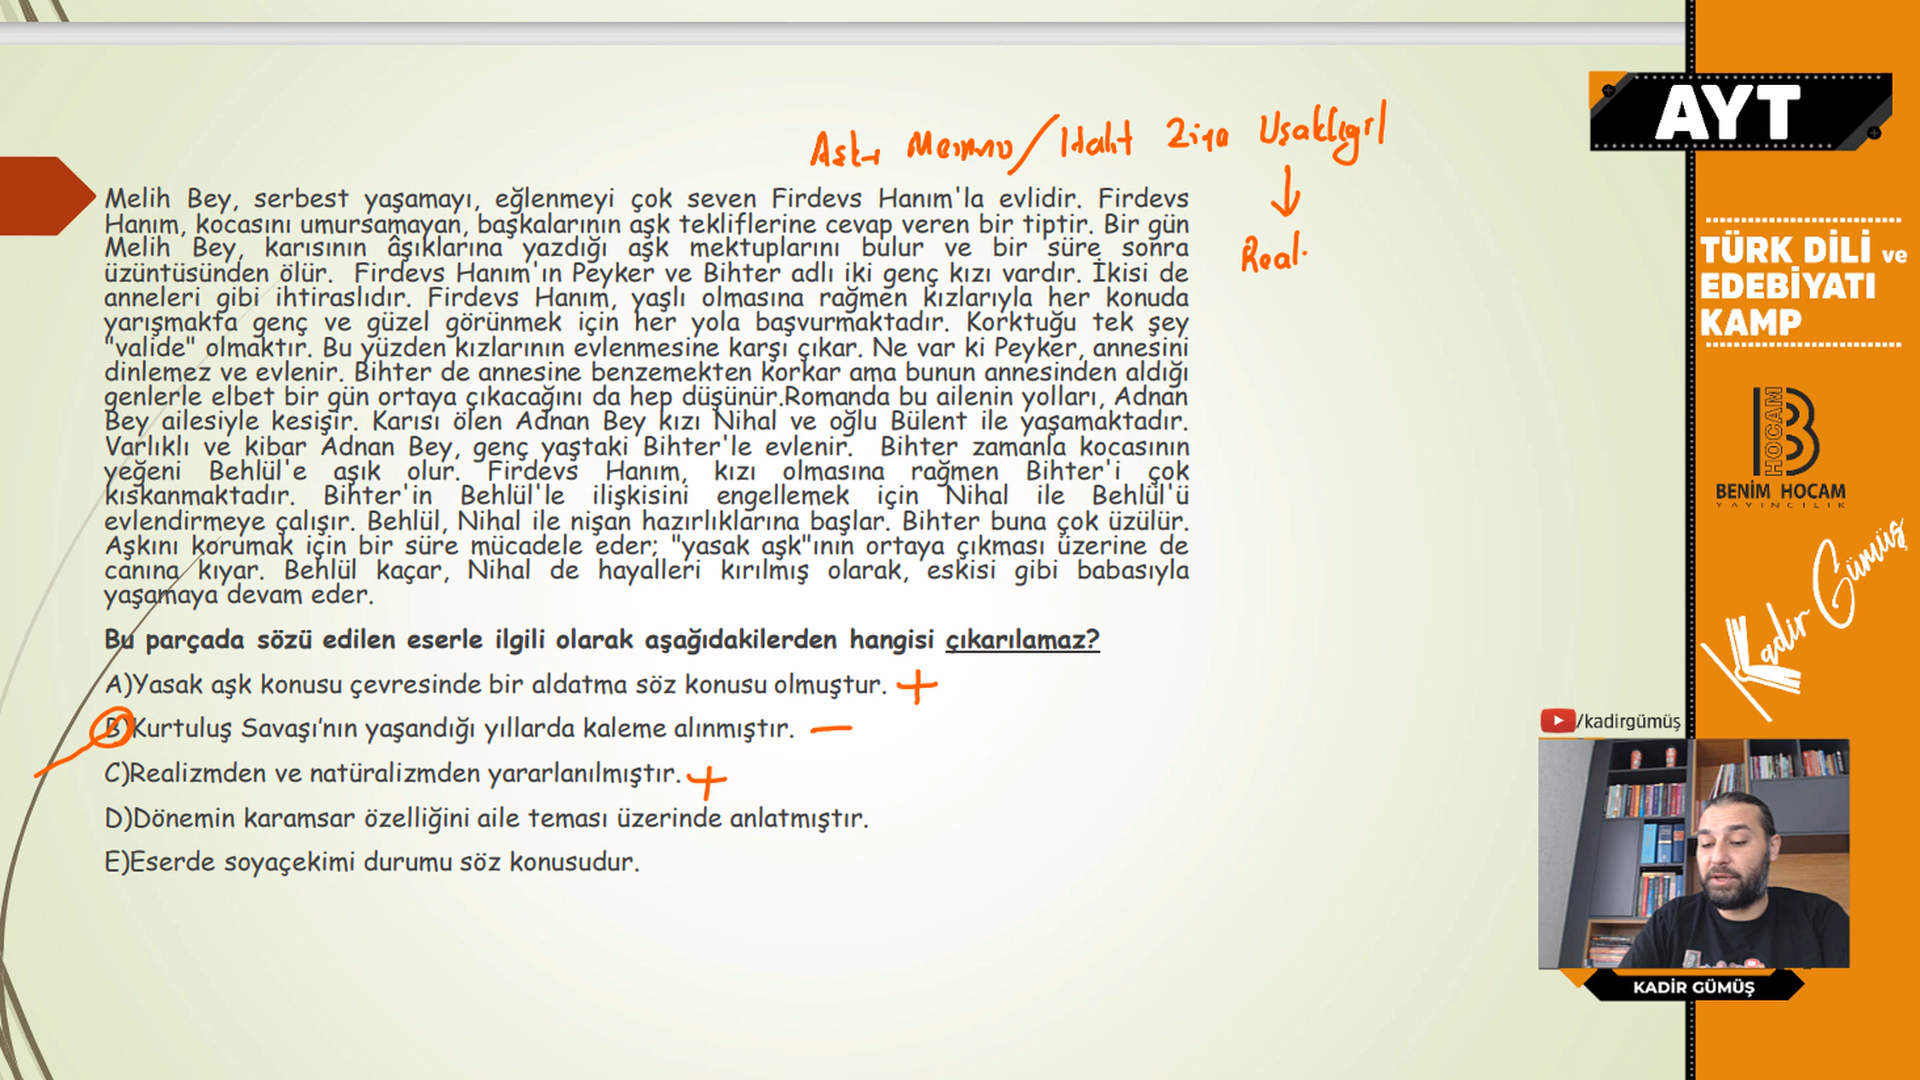 AYT
Aşkı Memnu / Halit Ziya Uşaklıgil
Real.
Melih Bey, serbest yaşamayı, eğlenmeyi çok seven Firdevs Hanım'la evlidir. Firdevs
Hanım, kocasını umursamayan, başkalarının aşk tekliflerine cevap veren bir tiptir. Bir gün
Melih Bey, karısının âşıklarına yazdığı aşk mektuplarını bulur ve bir süre sonra
üzüntüsünden ölür. Firdevs Hanım'ın Peyker ve Bihter adlı iki genç kızı vardır. İkisi de
anneleri gibi ihtiraslıdır. Firdevs Hanım, yaşlı olmasına rağmen kızlarıyla her konuda
yarışmakta genç ve güzel görünmek için her yola başvurmaktadır. Korktuğu tek şey
"valide" olmaktır. Bu yüzden kızlarının evlenmesine karşı çıkar. Ne var ki Peyker, annesini
dinlemez ve evlenir. Bihter de annesine benzemekten korkar ama bunun annesinden aldığı
genlerle elbet bir gün ortaya çıkacağını da hep düşünür.Romanda bu ailenin yolları, Adnan
Bey ailesiyle kesişir. Karısı ölen Adnan Bey kızı Nihal ve oğlu Bülent ile yaşamaktadır.
Varlıklı ve kibar Adnan Bey, genç yaştaki Bihter'le evlenir. Bihter zamanla kocasının
yeğeni Behlül'e aşık olur. Firdevs Hanım, kızı olmasına rağmen Bihter'i çok
kıskanmaktadır. Bihter'in Behlül'le ilişkisini engellemek için Nihal ile Behlül'ü
evlendirmeye çalışır. Behlül, Nihal ile nişan hazırlıklarına başlar. Bihter buna çok üzülür.
Aşkını korumak için bir süre mücadele eder; "yasak aşk"ının ortaya çıkması üzerine de
canına kıyar. Behlül kaçar, Nihal de hayalleri kırılmış olarak, eskisi gibi babasıyla
yaşamaya devam eder.
Bu parçada sözü edilen eserle ilgili olarak aşağıdakilerden hangisi çıkarılamaz?
A)Yasak aşk konusu çevresinde bir aldatma söz konusu olmuştur. +
B)Kurtuluş Savaşı'nın yaşandığı yıllarda kaleme alınmıştır. —
C)Realizmden ve natüralizmden yararlanılmıştır. +
D)Dönemin karamsar özelliğini aile teması üzerinde anlatmıştır.
E)Eserde soyaçekimi durumu söz konusudur.
TÜRK DİLİ ve
EDEBİYATI
KAMP
HOCAM
BENİM HOCAM
YAYINCILIK
Kadir Gümüş
/kadirgümüş
KADİR GÜMÜŞ